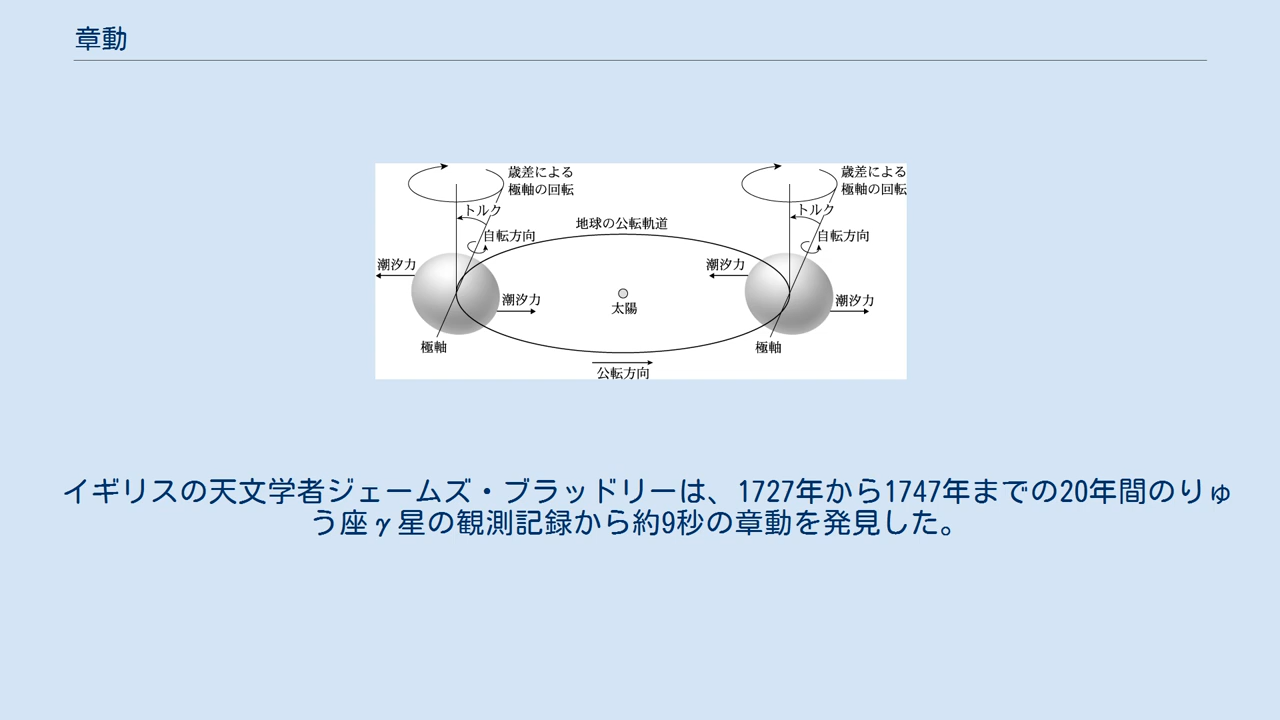 章動
歳差による
極軸の回転
トルク
自転方向
潮汐力
潮汐力
極軸
地球の公転軌道
太陽
公転方向
歳差による
極軸の回転
トルク
自転方向
潮汐力
潮汐力
極軸
イギリスの天文学者ジェームズ・ブラッドリーは、1727年から1747年までの20年間のりゅ
う座γ星の観測記録から約9秒の章動を発見した。